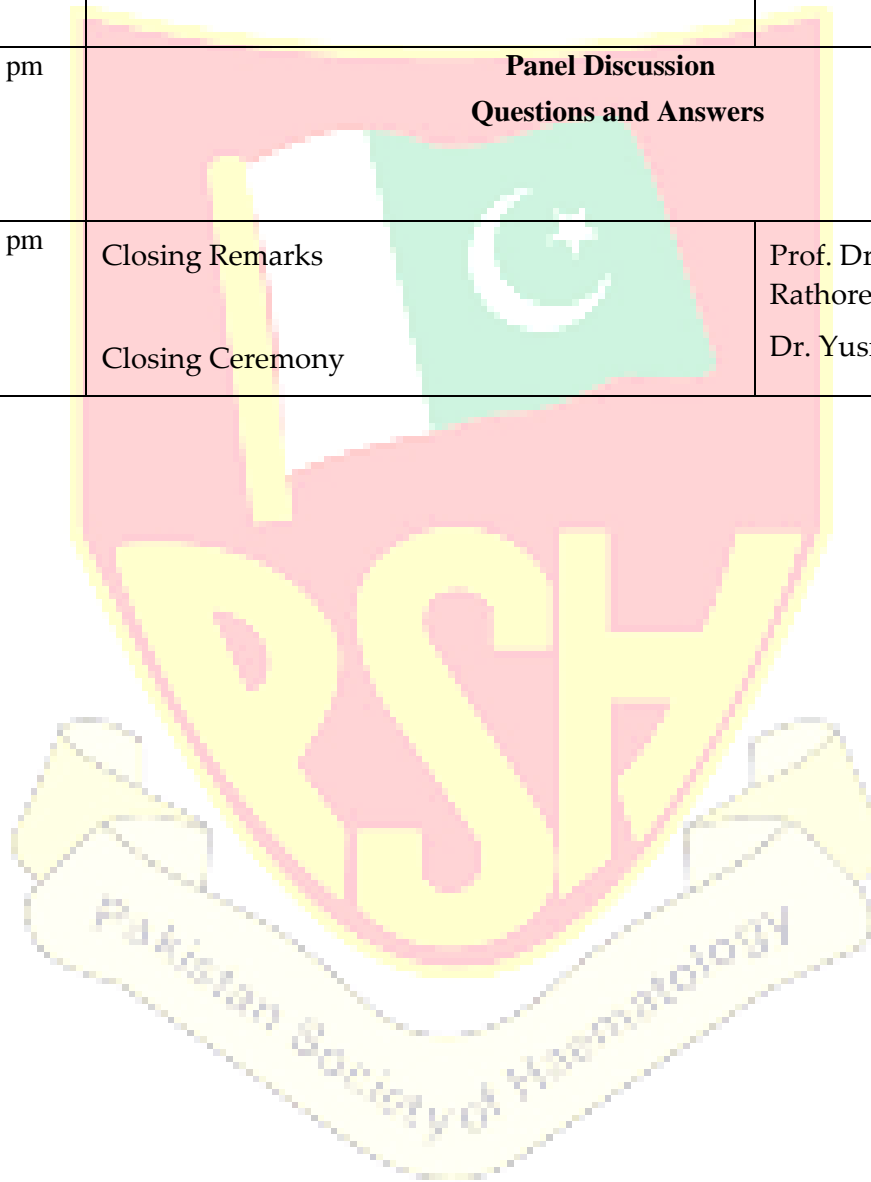 pm
Panel Discussion
Questions and Answers
pm
Closing Remarks
Prof. Dr
Rathore
Closing Ceremony
Dr.
PSH
Pakistan Society of Haematology